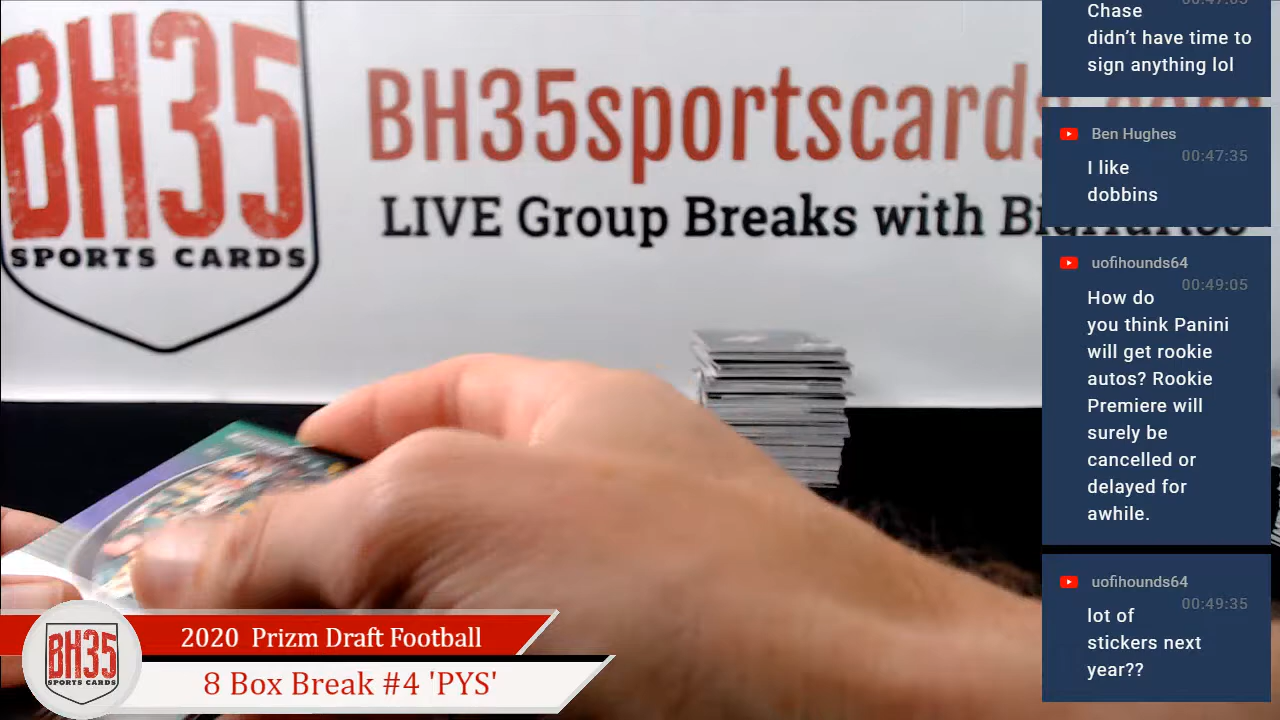 BH35
SPORTS CARDS
BH35sportscards
LIVE Group Breaks with
Chase
didn’t have time to
sign anything lol
Ben Hughes
00:47:35
I like
dobbins
uofihounds64
00:49:05
How do
you think Panini
will get rookie
autos? Rookie
Premiere will
surely be
cancelled or
delayed for
awhile.
uofihounds64
00:49:35
lot of
stickers next
year??
BH35
SPORTS CARDS
2020 Prizm Draft Football
8 Box Break #4 'PYS'